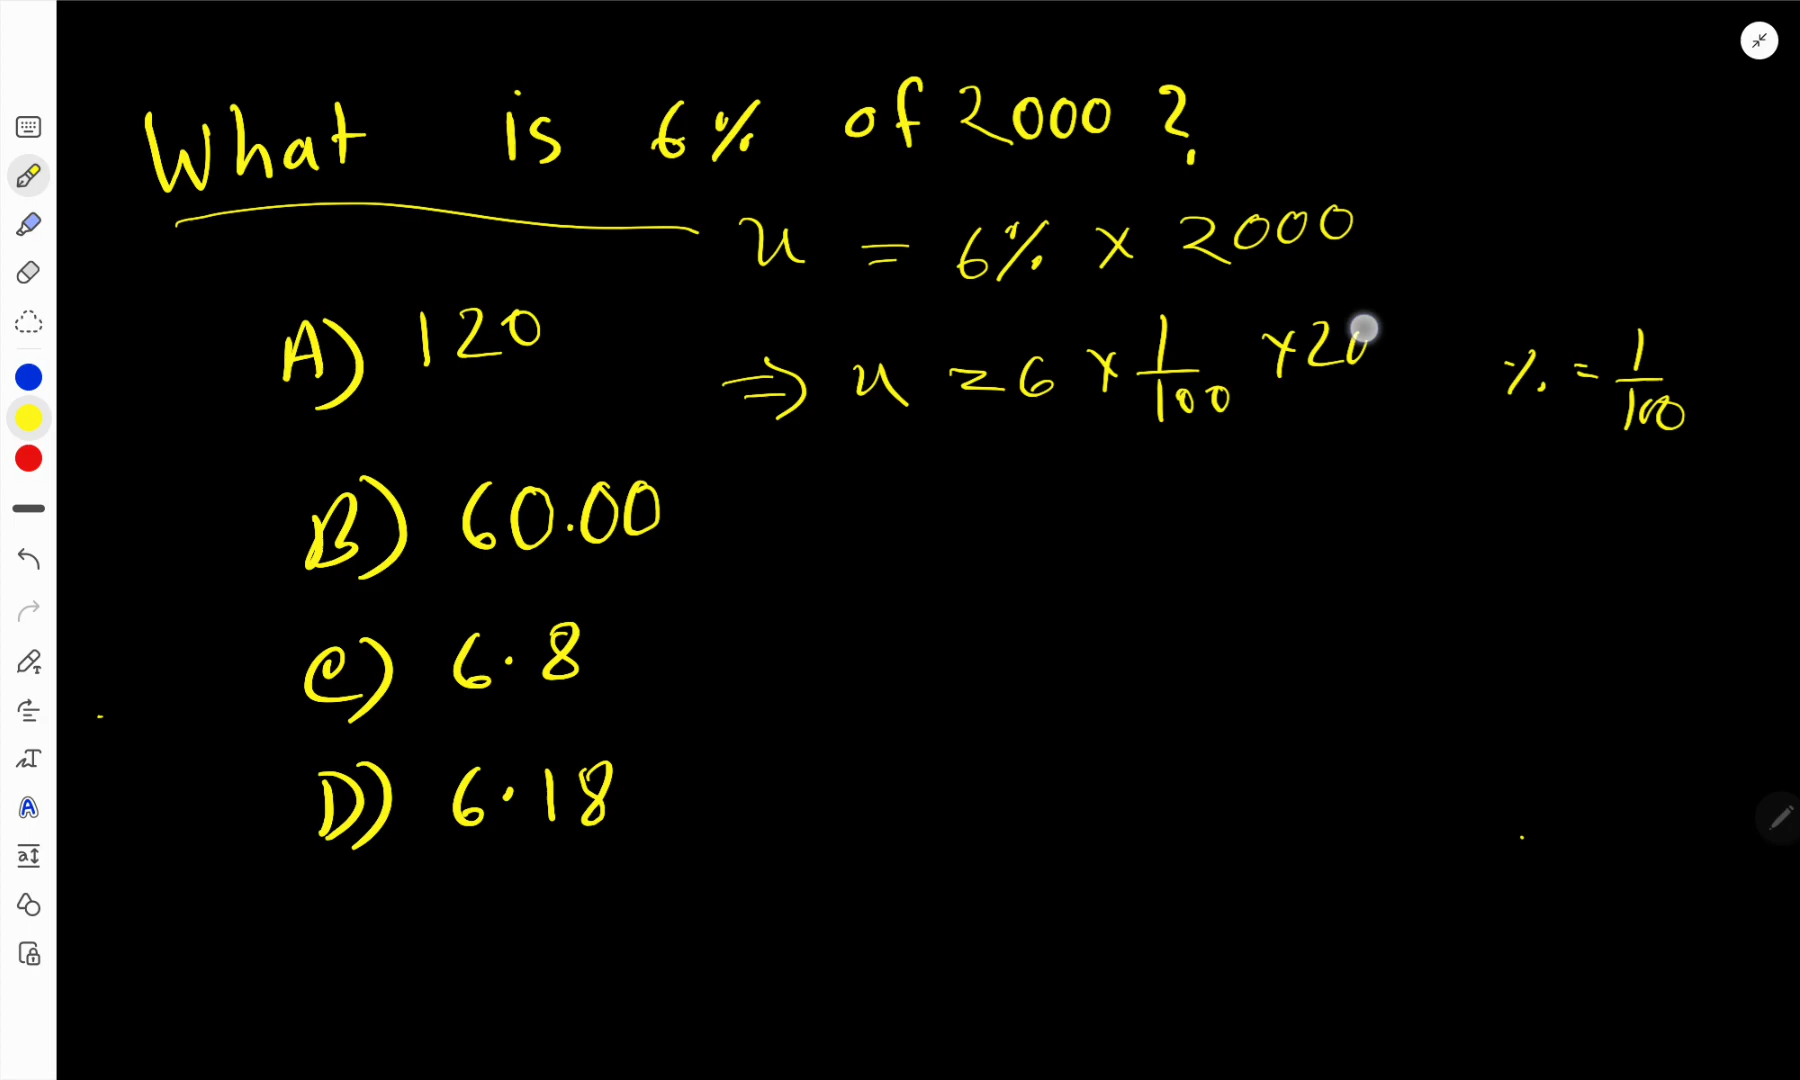 What is 6% of 2000 ?
x = 6% × 2000
A) 120
⇒ x = 6 × 1/100 × 20
% = 1/100
B) 60.00
C) 6.8
D) 6.18